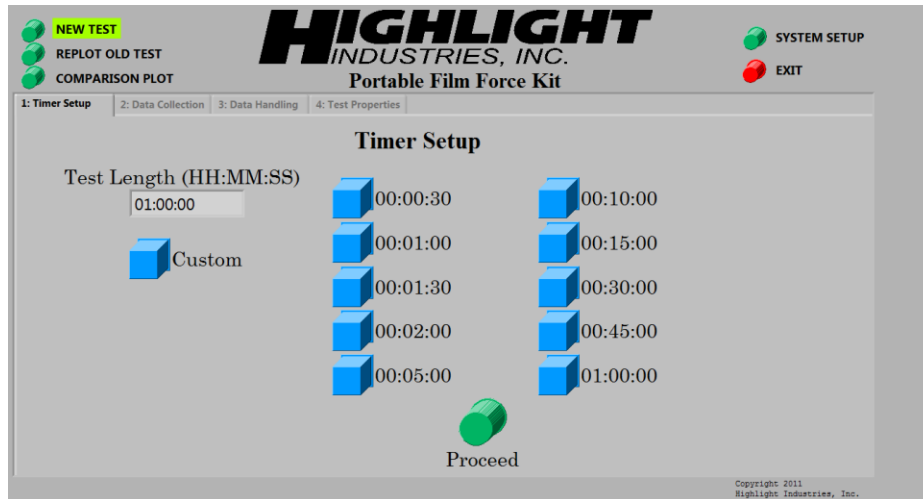 NEW TEST
REPLOT OLD TEST
COMPARISON PLOT
HIGHLIGHT
INDUSTRIES, INC.
Portable Film Force Kit
SYSTEM SETUP
EXIT
1: Timer Setup
2: Data Collection
3: Data Handling
4: Test Properties
Timer Setup
Test Length (HH:MM:SS)
01:00:00
Custom
00:00:30
00:01:00
00:01:30
00:02:00
00:05:00
00:10:00
00:15:00
00:30:00
00:45:00
01:00:00
Proceed
Copyright 2011
Highlight Industries, Inc.